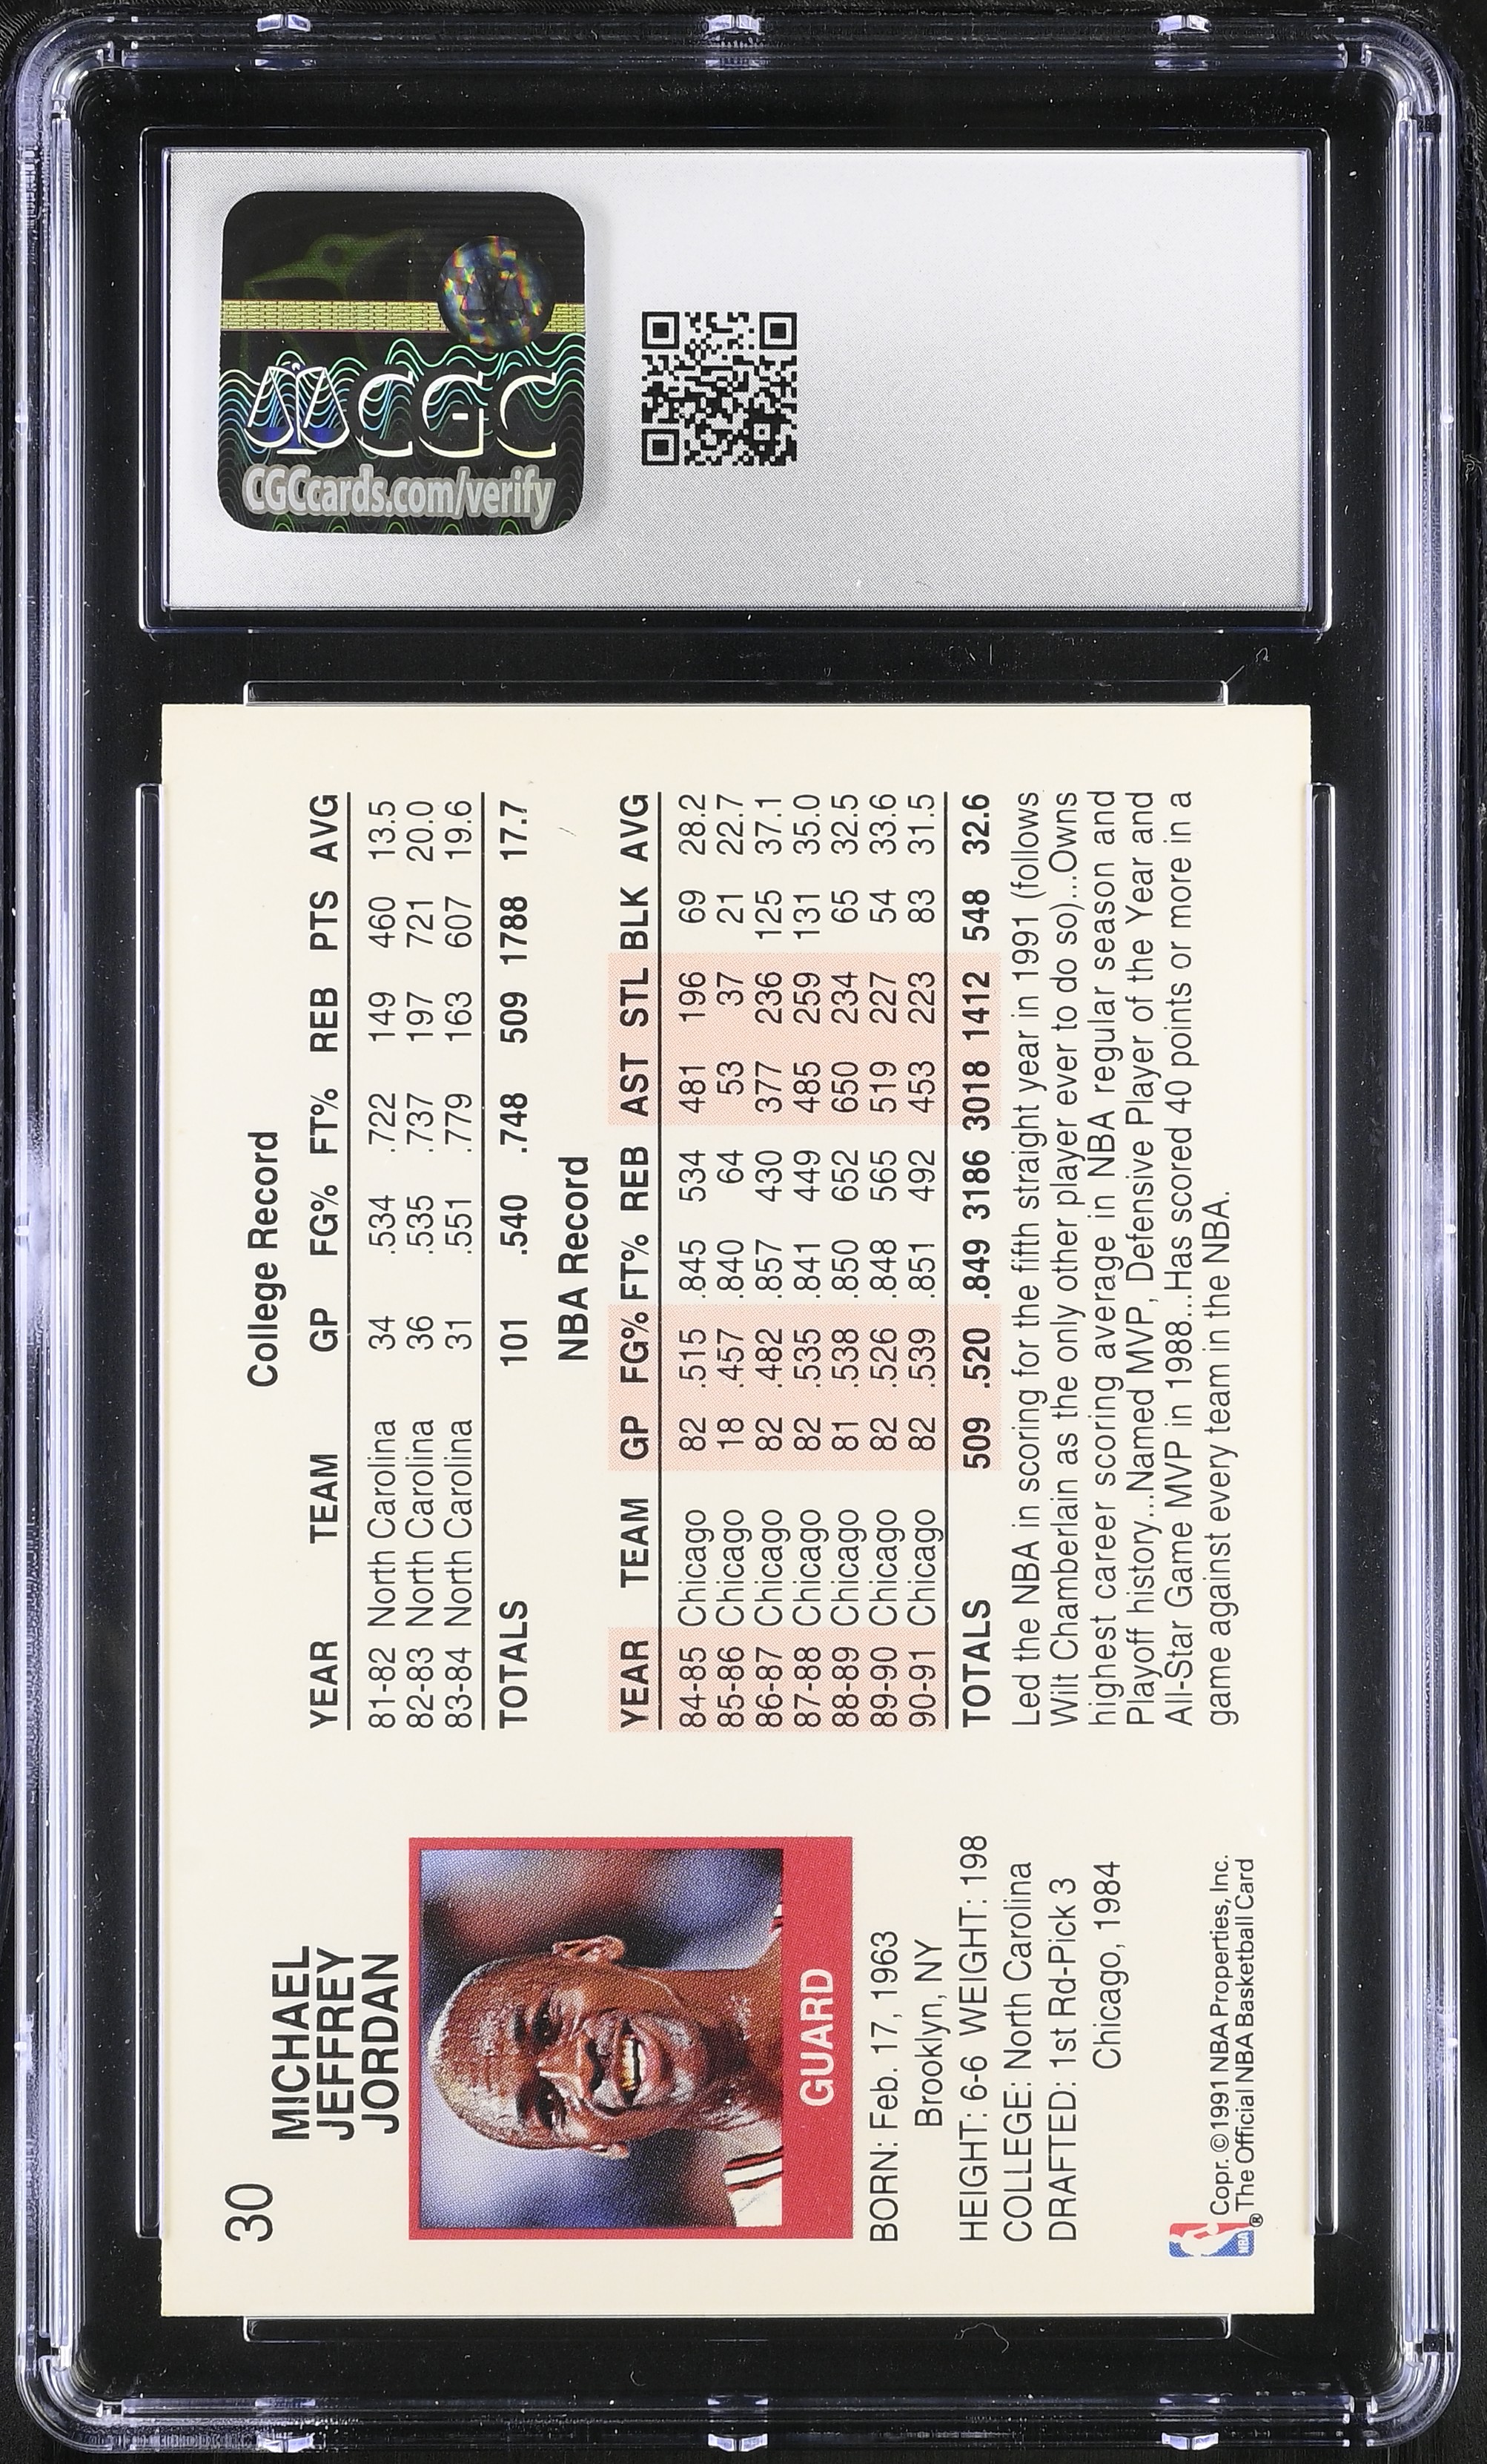 CGC
CGCcards.com/verify
30
MICHAEL
JEFFREY
JORDAN
GUARD
BORN: Feb. 17, 1963
Brooklyn, NY
HEIGHT: 6-6 WEIGHT: 198
COLLEGE: North Carolina
DRAFTED: 1st Rd-Pick 3
Chicago, 1984
NBA
®
Copr. ©1991 NBA Properties, Inc.
The Official NBA Basketball Card
College Record
YEAR TEAM GP FG% FT% REB PTS AVG
81-82 North Carolina 34 .534 .722 149 460 13.5
82-83 North Carolina 36 .535 .737 197 721 20.0
83-84 North Carolina 31 .551 .779 163 607 19.6
TOTALS 101 .540 .748 509 1788 17.7
NBA Record
YEAR TEAM GP FG% FT% REB AST STL BLK AVG
84-85 Chicago 82 .515 .845 534 481 196 69 28.2
85-86 Chicago 18 .457 .840 64 53 37 21 22.7
86-87 Chicago 82 .482 .857 430 377 236 125 37.1
87-88 Chicago 82 .535 .841 449 485 259 131 35.0
88-89 Chicago 81 .538 .850 652 650 234 65 32.5
89-90 Chicago 82 .526 .848 565 519 227 54 33.6
90-91 Chicago 82 .539 .851 492 453 223 83 31.5
TOTALS 509 .520 .849 3186 3018 1412 548 32.6
Led the NBA in scoring for the fifth straight year in 1991 (follows
Wilt Chamberlain as the only other player ever to do so)...Owns
highest career scoring average in NBA regular season and
Playoff history...Named MVP, Defensive Player of the Year and
All-Star Game MVP in 1988...Has scored 40 points or more in a
game against every team in the NBA.